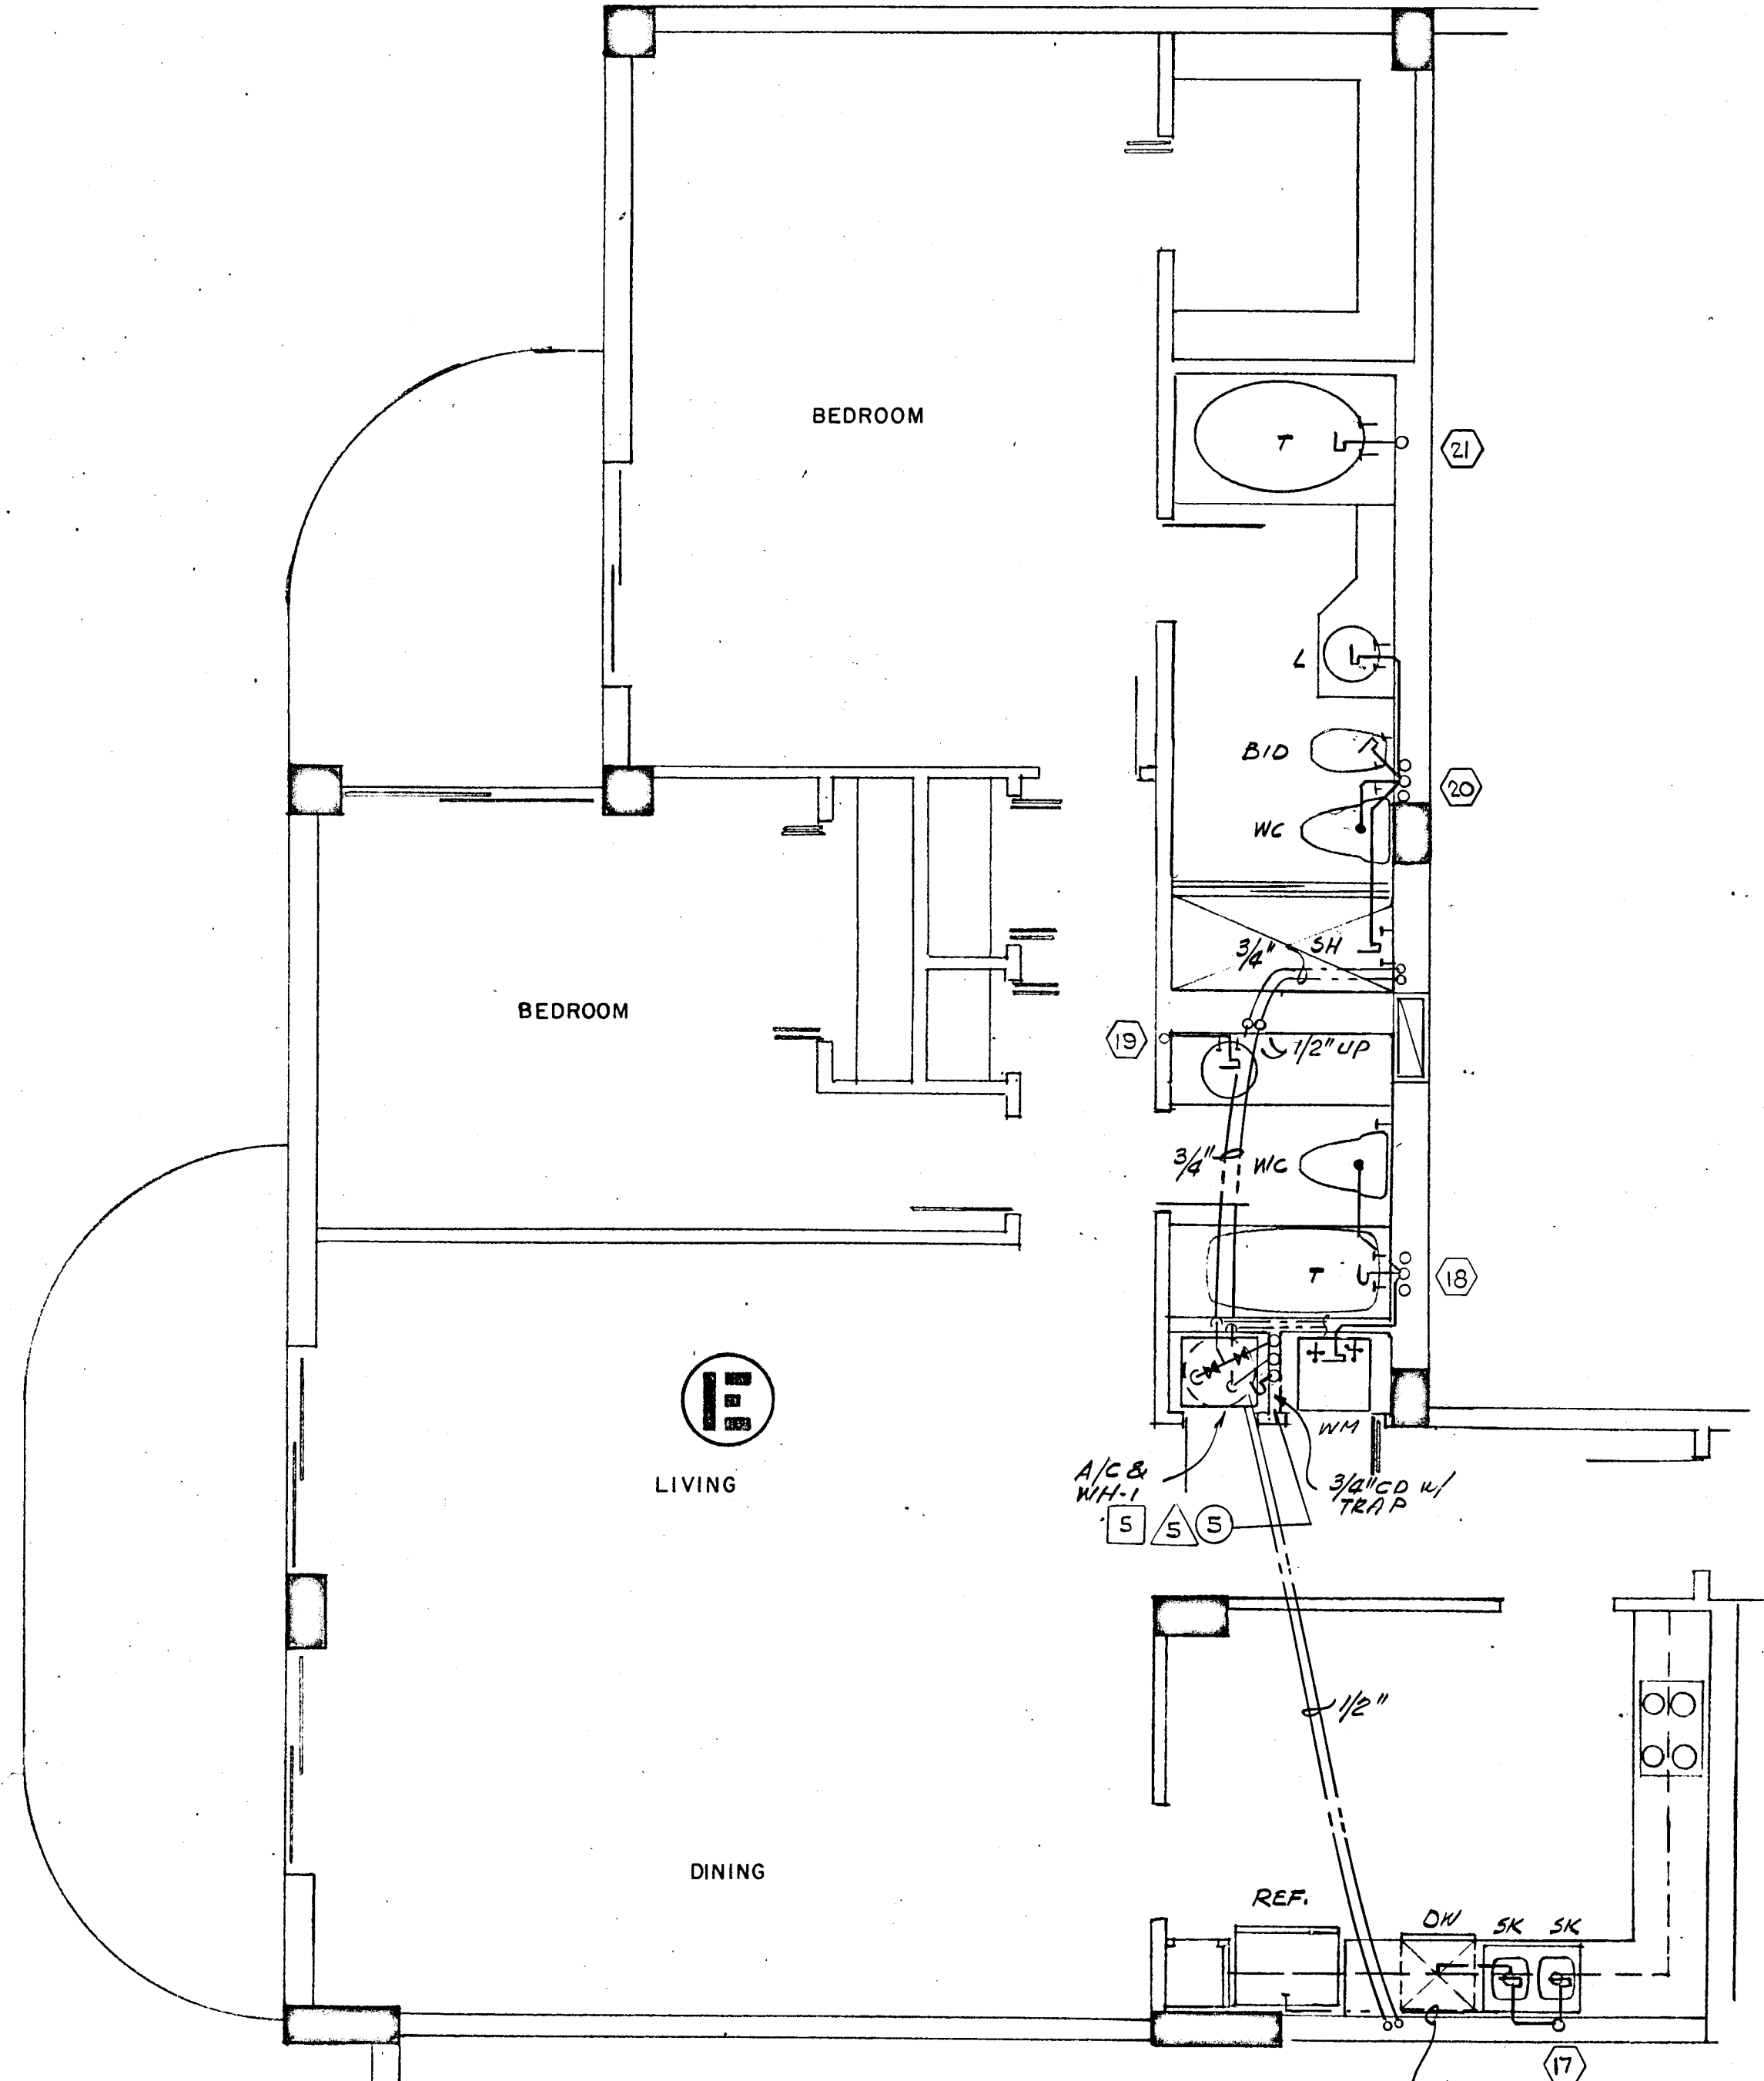 BEDROOM
T
21
L
BID
20
WC
3/4" SH
BEDROOM
19
1/2" UP
3/4"
WC
T
18
E
LIVING
WM
A/C &
WH-1
3/4" CD W/
TRAP
5 5 5
1/2"
DINING
REF.
DW SK SK
17